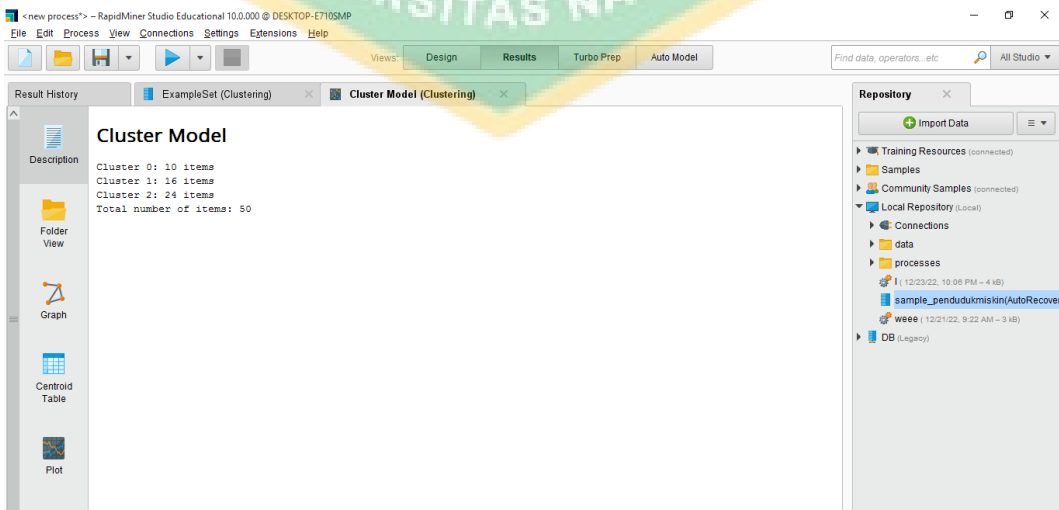 <new process*> – RapidMiner Studio Educational 10.0.000 @ DESKTOP-E710SMP
File Edit Process View Connections Settings Extensions Help
Views: Design Results Turbo Prep Auto Model
Find data, operators...etc
All Studio
Result History
ExampleSet (Clustering)
Cluster Model (Clustering)
Repository
Import Data
Description
Folder View
Graph
Centroid Table
Plot
Cluster Model
Cluster 0: 10 items
Cluster 1: 16 items
Cluster 2: 24 items
Total number of items: 50
Training Resources (connected)
Samples
Community Samples (connected)
Local Repository (Local)
Connections
data
processes
l (12/23/22, 10:06 PM – 4 kB)
sample_pendudukmiskin(AutoRecover
weee (12/21/22, 9:22 AM – 3 kB)
DB (Legacy)